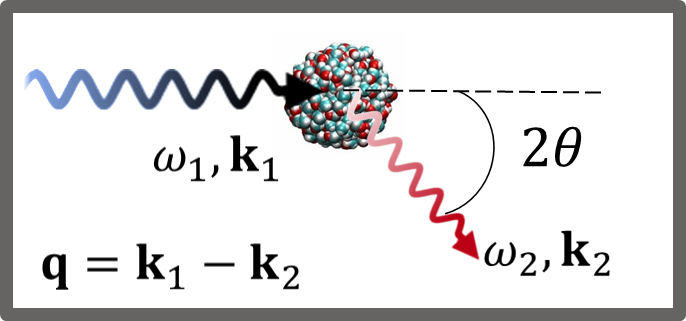 2θ
ω₁, 𝐤₁
ω₂, 𝐤₂
𝐪 = 𝐤₁ − 𝐤₂